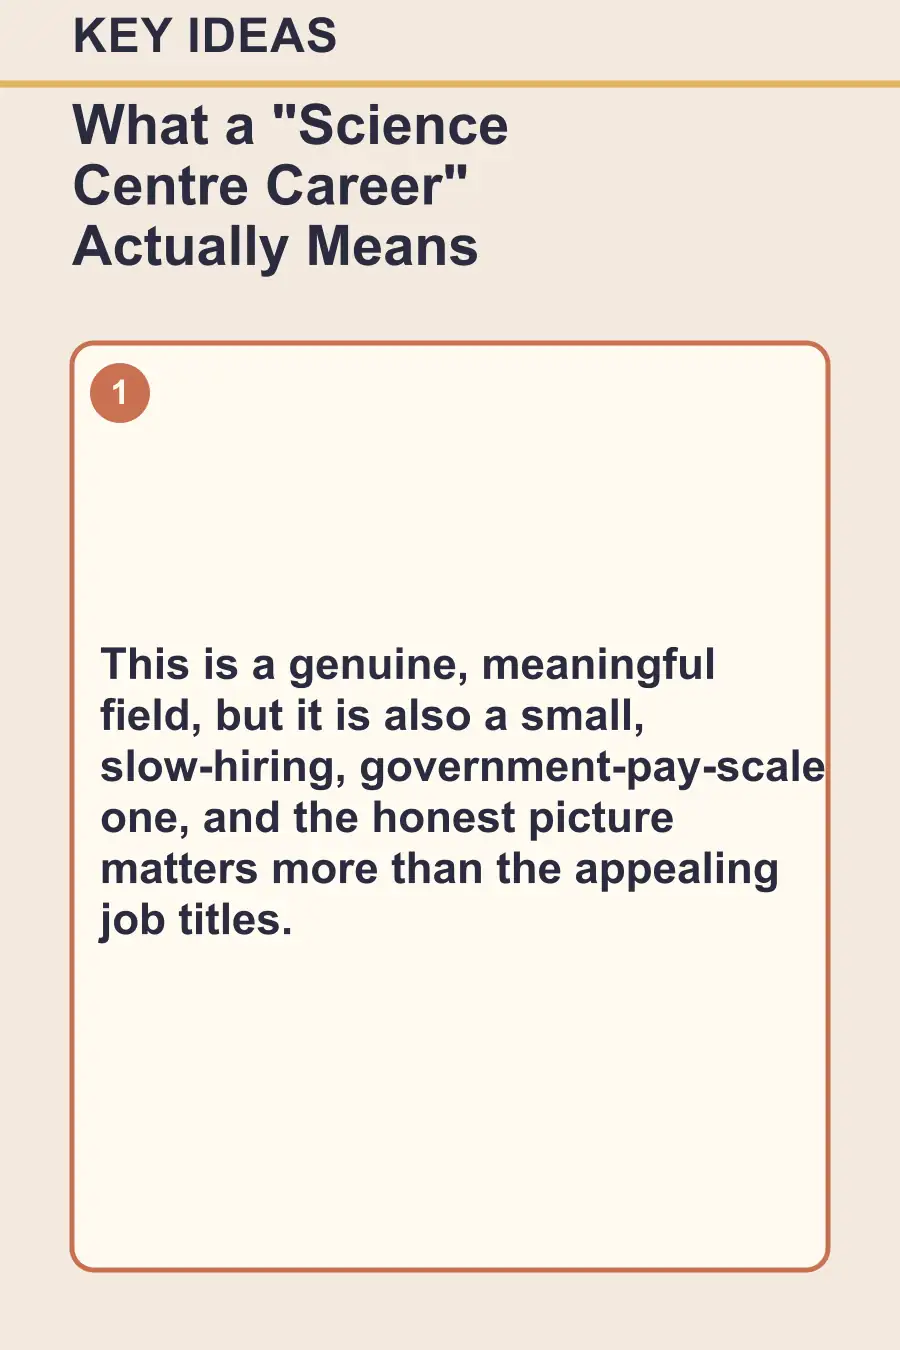 KEY IDEAS
What a "Science
Centre Career"
Actually Means
1
This is a genuine, meaningful
field, but it is also a small,
slow-hiring, government-pay-scale
one, and the honest picture
matters more than the appealing
job titles.